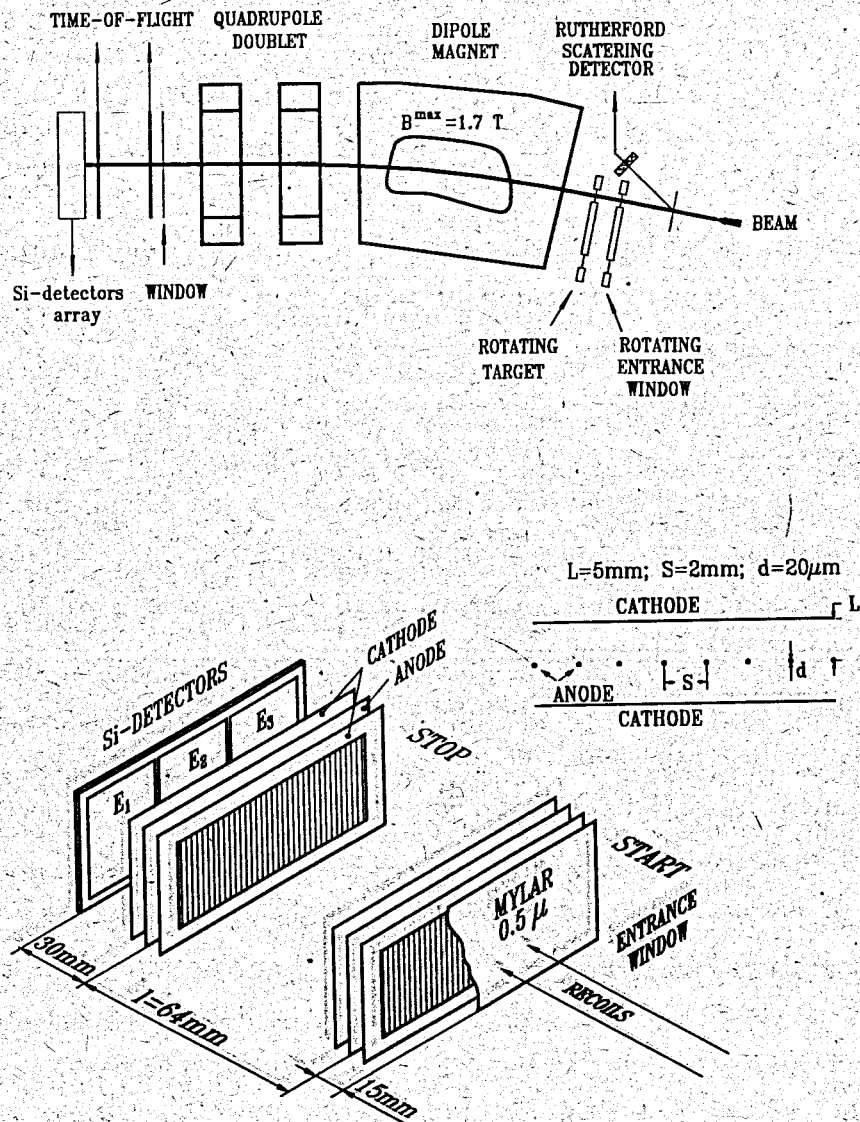 TIME-OF-FLIGHT
QUADRUPOLE
DOUBLET
DIPOLE
MAGNET
RUTHERFORD
SCATERING
DETECTOR
B^max=1.7 T
BEAM
Si-detectors
array
WINDOW
ROTATING
TARGET
ROTATING
ENTRANCE
WINDOW
L=5mm; S=2mm; d=20μm
CATHODE
L
S
d
ANODE
CATHODE
Si-DETECTORS
CATHODE
ANODE
E1
E2
E3
STOP
START
MYLAR
0.5 μ
ENTRANCE
WINDOW
RECOILS
30mm
l=64mm
15mm